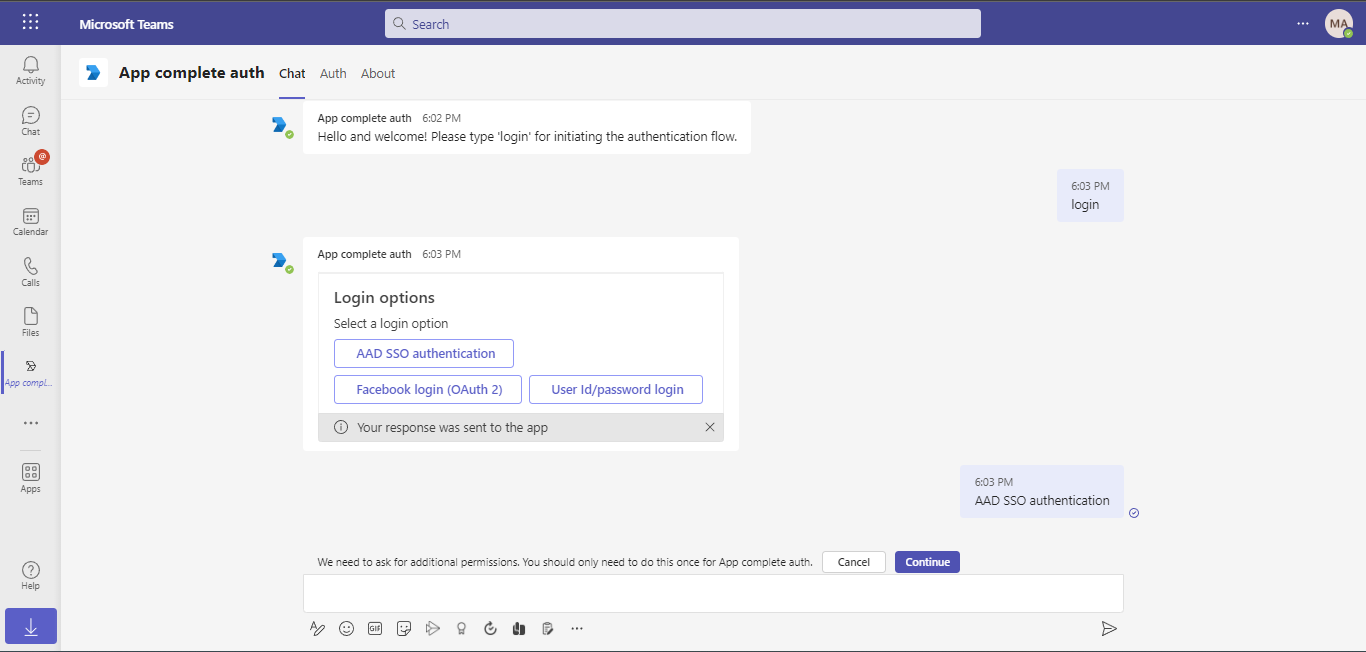 Microsoft Teams
Search
MA
Activity
Chat
@
Teams
Calendar
Calls
Files
App compl...
Apps
Help
App complete auth
Chat
Auth
About
App complete auth 6:02 PM
Hello and welcome! Please type 'login' for initiating the authentication flow.
6:03 PM
login
App complete auth 6:03 PM
Login options
Select a login option
AAD SSO authentication
Facebook login (OAuth 2)
User Id/password login
Your response was sent to the app
6:03 PM
AAD SSO authentication
We need to ask for additional permissions. You should only need to do this once for App complete auth.
Cancel
Continue
GIF